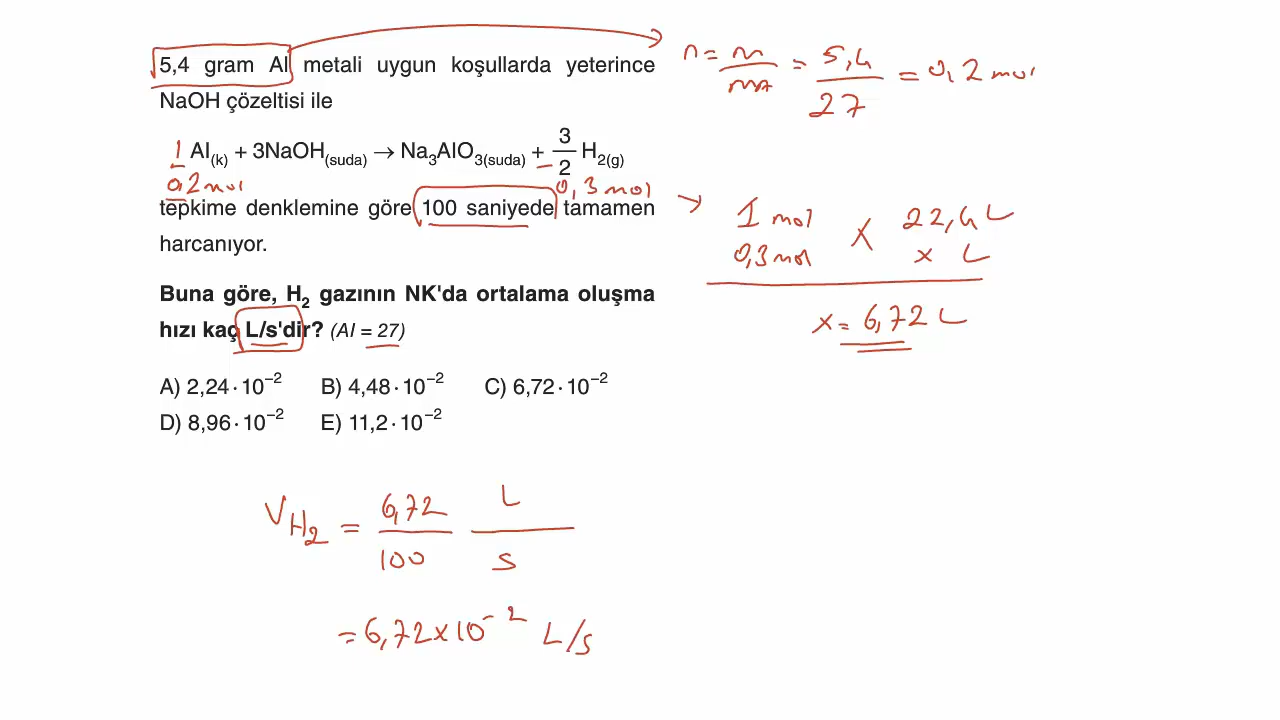 5,4 gram Al metali uygun koşullarda yeterince
NaOH çözeltisi ile
1 Al(k) + 3NaOH(suda) → Na3AlO3(suda) + 3/2 H2(g)
0,2 mol 0,3 mol
tepkime denklemine göre 100 saniyede tamamen
harcanıyor.
Buna göre, H2 gazının NK'da ortalama oluşma
hızı kaç L/s'dir? (Al = 27)
A) 2,24·10⁻² B) 4,48·10⁻² C) 6,72·10⁻²
D) 8,96·10⁻² E) 11,2·10⁻²
n = m/mA = 5,4/27 = 0,2 mol
1 mol 22,4 L
0,3 mol x L
x = 6,72 L
VH2 = 6,72/100 L/s
= 6,72 x 10⁻² L/s